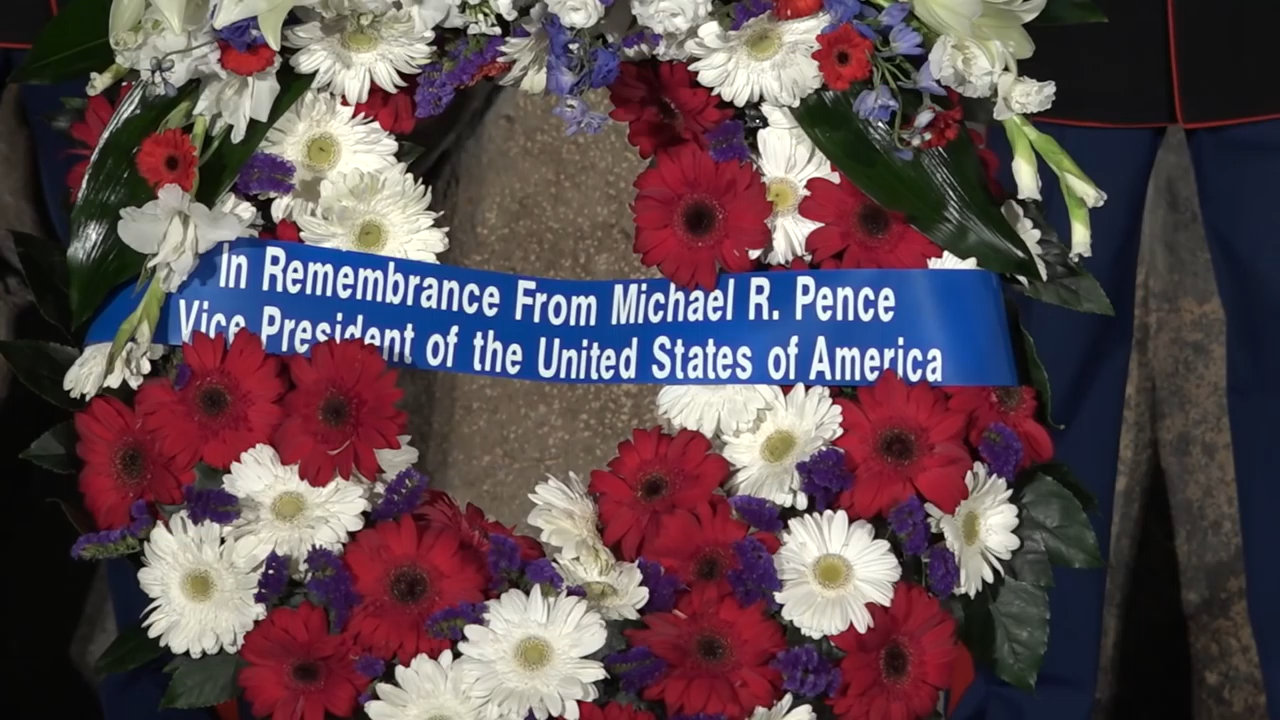 In Remembrance From Michael R. Pence
Vice President of the United States of America